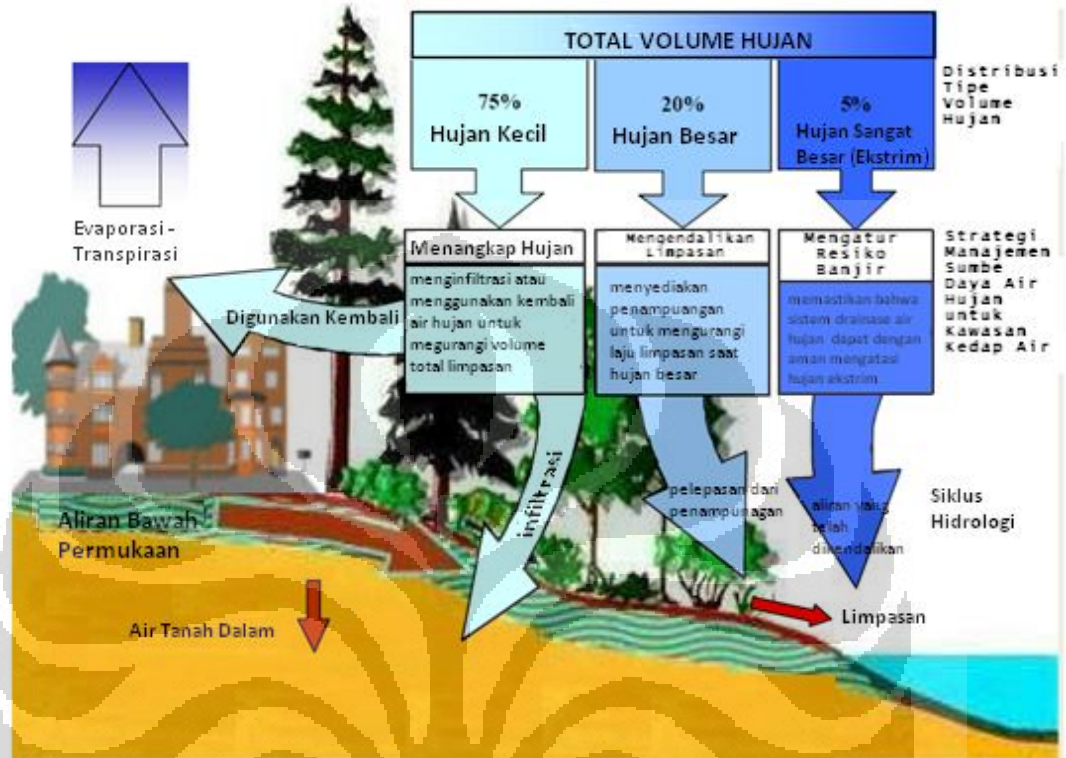 TOTAL VOLUME HUJAN
75%
Hujan Kecil
20%
Hujan Besar
5%
Hujan Sangat
Besar (Ekstrim)
Distribusi
Tipe
Volume
Hujan
Evaporasi-
Transpirasi
Menangkap Hujan
menginfiltrasi atau
menggunakan kembali
air hujan untuk
megurangi volume
total limpasan
Mengendalikan
Limpasan
menyediakan
penampuangan
untuk mengurangi
laju limpasan saat
hujan besar
Mengatur
Resiko
Banjir
memastikan bahwa
sistem drainase air
hujan dapat dengan
aman mengatasi
hujan ekstrim
Strategi
Manajemen
Sumbe
Daya Air
Hujan
untuk
Kawasan
Kedap Air
Digunakan Kembali
infiltrasi
pelepasan dari
penampunagan
aliran yang
telah
dikendalikan
Siklus
Hidrologi
Aliran Bawah
Permukaan
Air Tanah Dalam
Limpasan